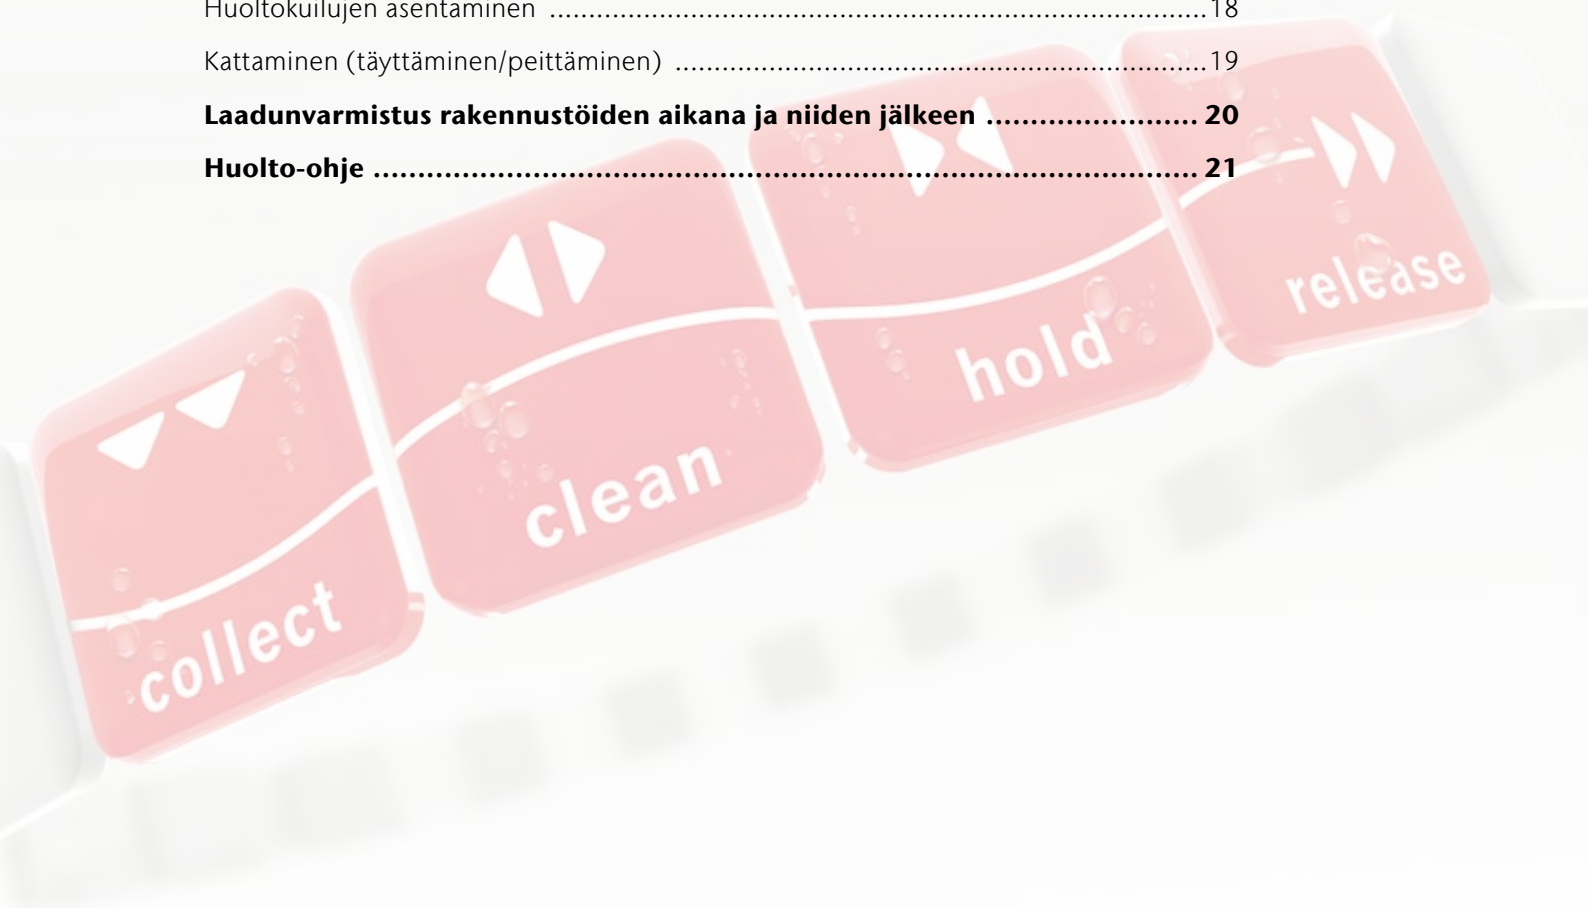 Huoltokuilujen asentaminen ..................................................................................18
Kattaminen (täyttäminen/peittäminen) ..................................................................19
Laadunvarmistus rakennustöiden aikana ja niiden jälkeen ........................ 20
Huolto-ohje ............................................................................................. 21
release
hold
clean
collect